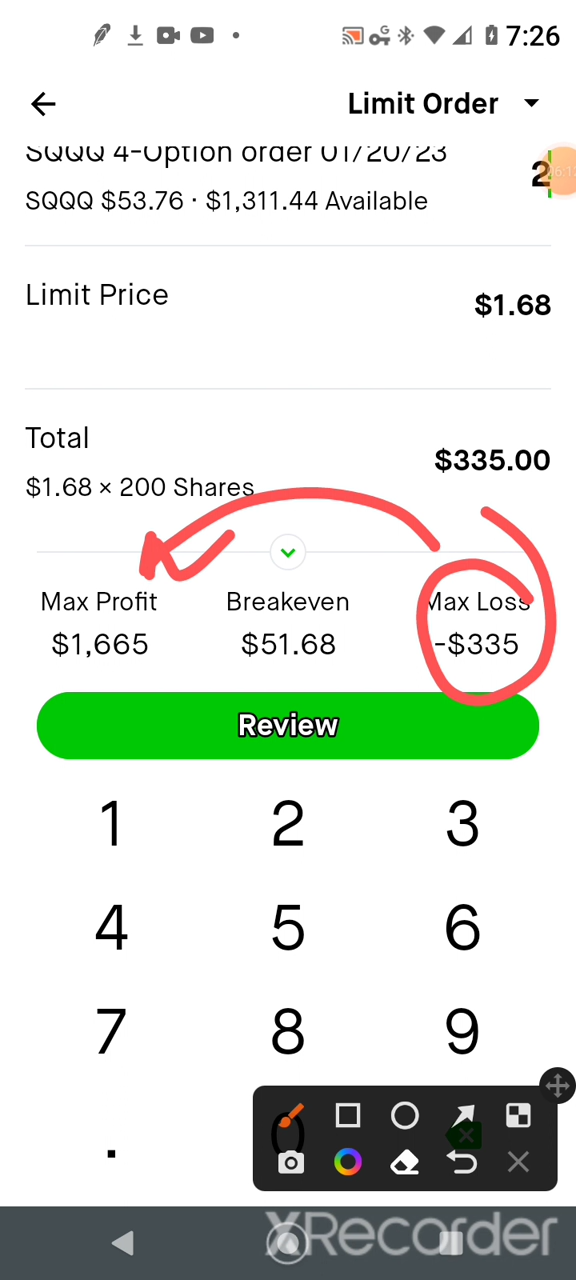 7:26
Limit Order
SQQQ 4-Option order 01/20/23
2
SQQQ $53.76 · $1,311.44 Available
Limit Price
$1.68
Total
$335.00
$1.68 × 200 Shares
Max Profit Breakeven Max Loss
$1,665 $51.68 -$335
Review
1 2 3
4 5 6
7 8 9
. 0
XRecorder